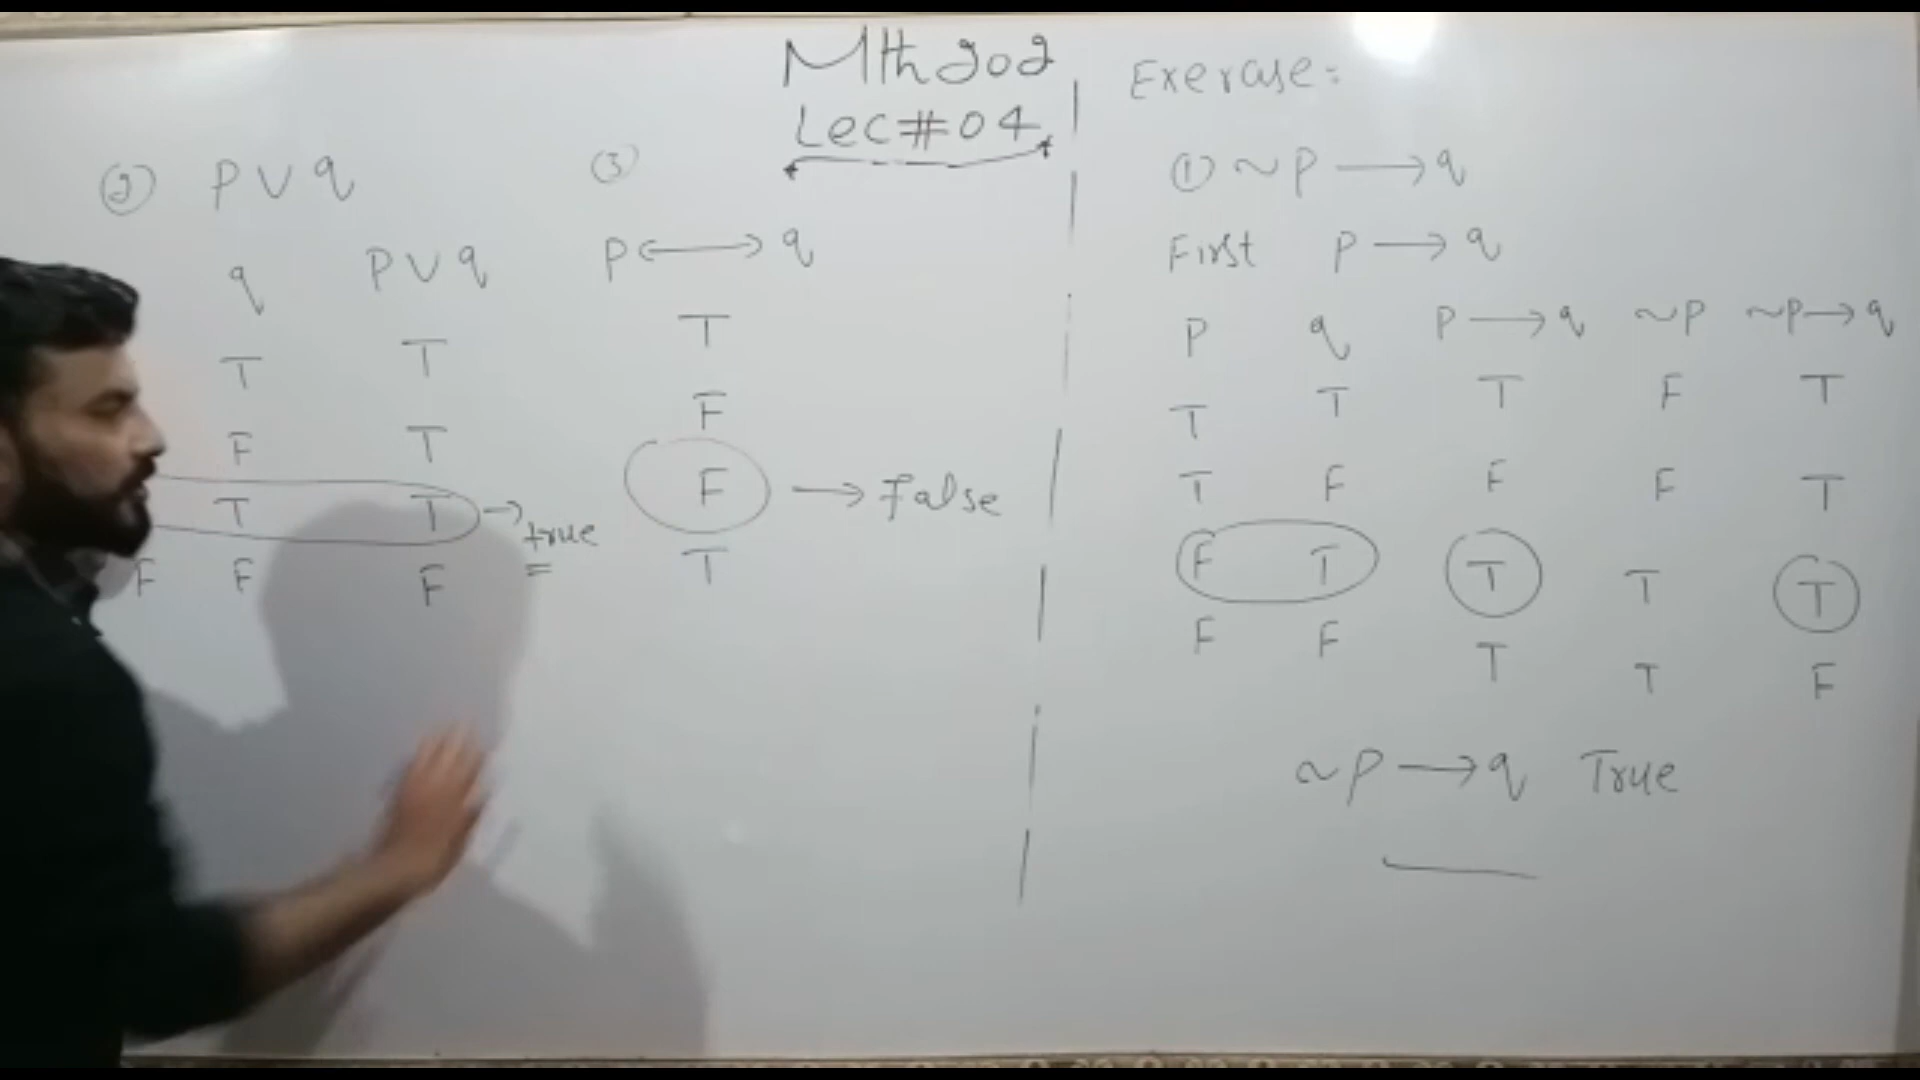 Mth202
Lec#04
② P∨q
q P∨q
T T
F T
T T → true
F F F
③
P⟷q
T
F
F → False
T
Exercise:
① ~P⟶q
First P⟶q
P q P⟶q ~P ~P⟶q
T T T F T
T F F F T
F T T T T
F F T T F
~P⟶q True